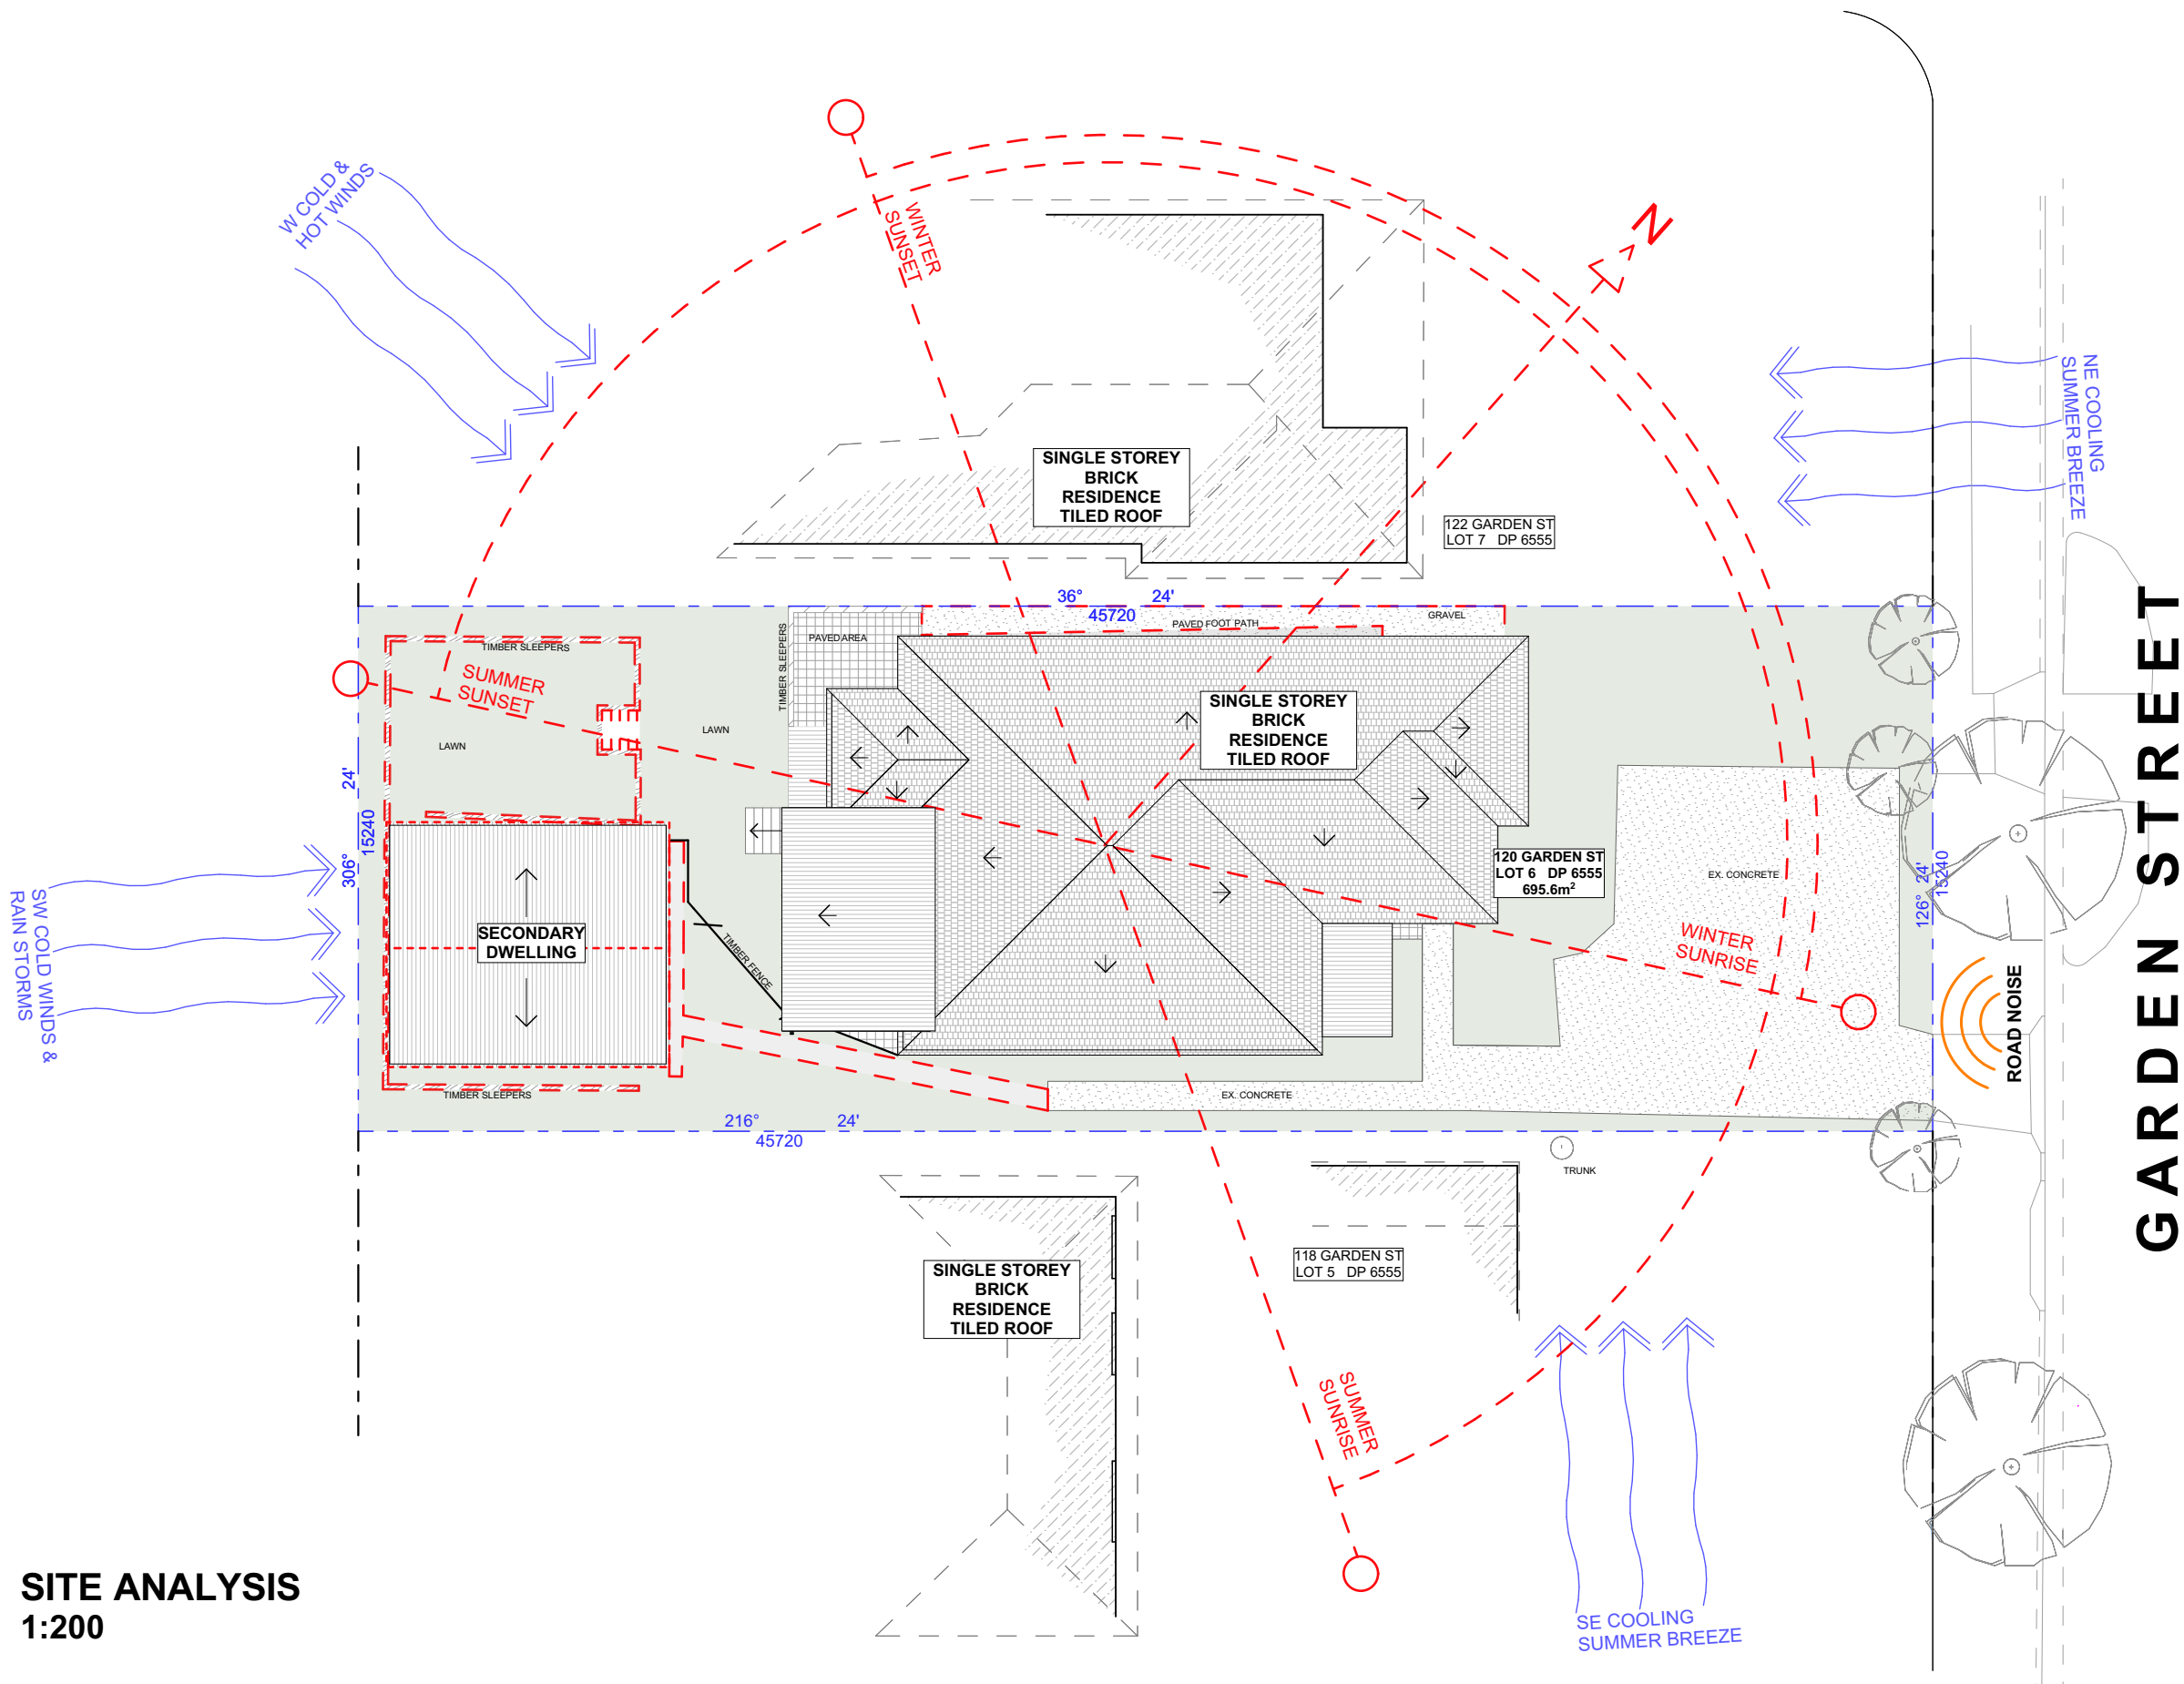 W COLD &
HOT WINDS
WINTER
SUNSET
N
NE COOLING
SUMMER BREEZE
SINGLE STOREY
BRICK
RESIDENCE
TILED ROOF
122 GARDEN ST
LOT 7 DP 6555
36° 24'
45720
PAVED FOOT PATH
GRAVEL
PAVED AREA
TIMBER SLEEPERS
TIMBER SLEEPERS
SUMMER
SUNSET
LAWN
LAWN
SINGLE STOREY
BRICK
RESIDENCE
TILED ROOF
306° 24'
15240
120 GARDEN ST
LOT 6 DP 6555
695.6m²
EX. CONCRETE
126° 24'
15240
GARDEN STREET
SW COLD WINDS &
RAIN STORMS
SECONDARY
DWELLING
TIMBER FENCE
WINTER
SUNRISE
ROAD NOISE
TIMBER SLEEPERS
EX. CONCRETE
216° 24'
45720
TRUNK
SINGLE STOREY
BRICK
RESIDENCE
TILED ROOF
118 GARDEN ST
LOT 5 DP 6555
SUMMER
SUNRISE
SE COOLING
SUMMER BREEZE
SITE ANALYSIS
1:200